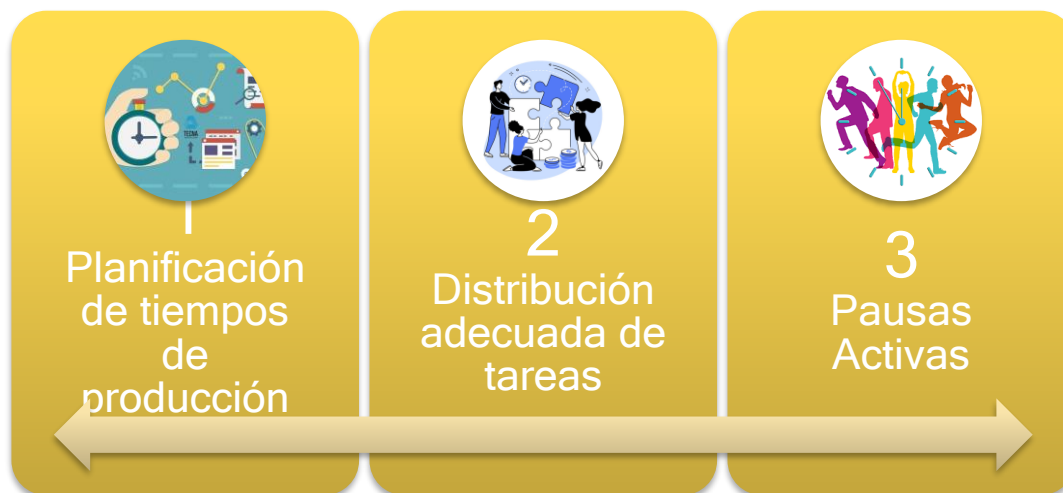 1
Planificación
de tiempos
de
producción
2
Distribución
adecuada de
tareas
3
Pausas
Activas